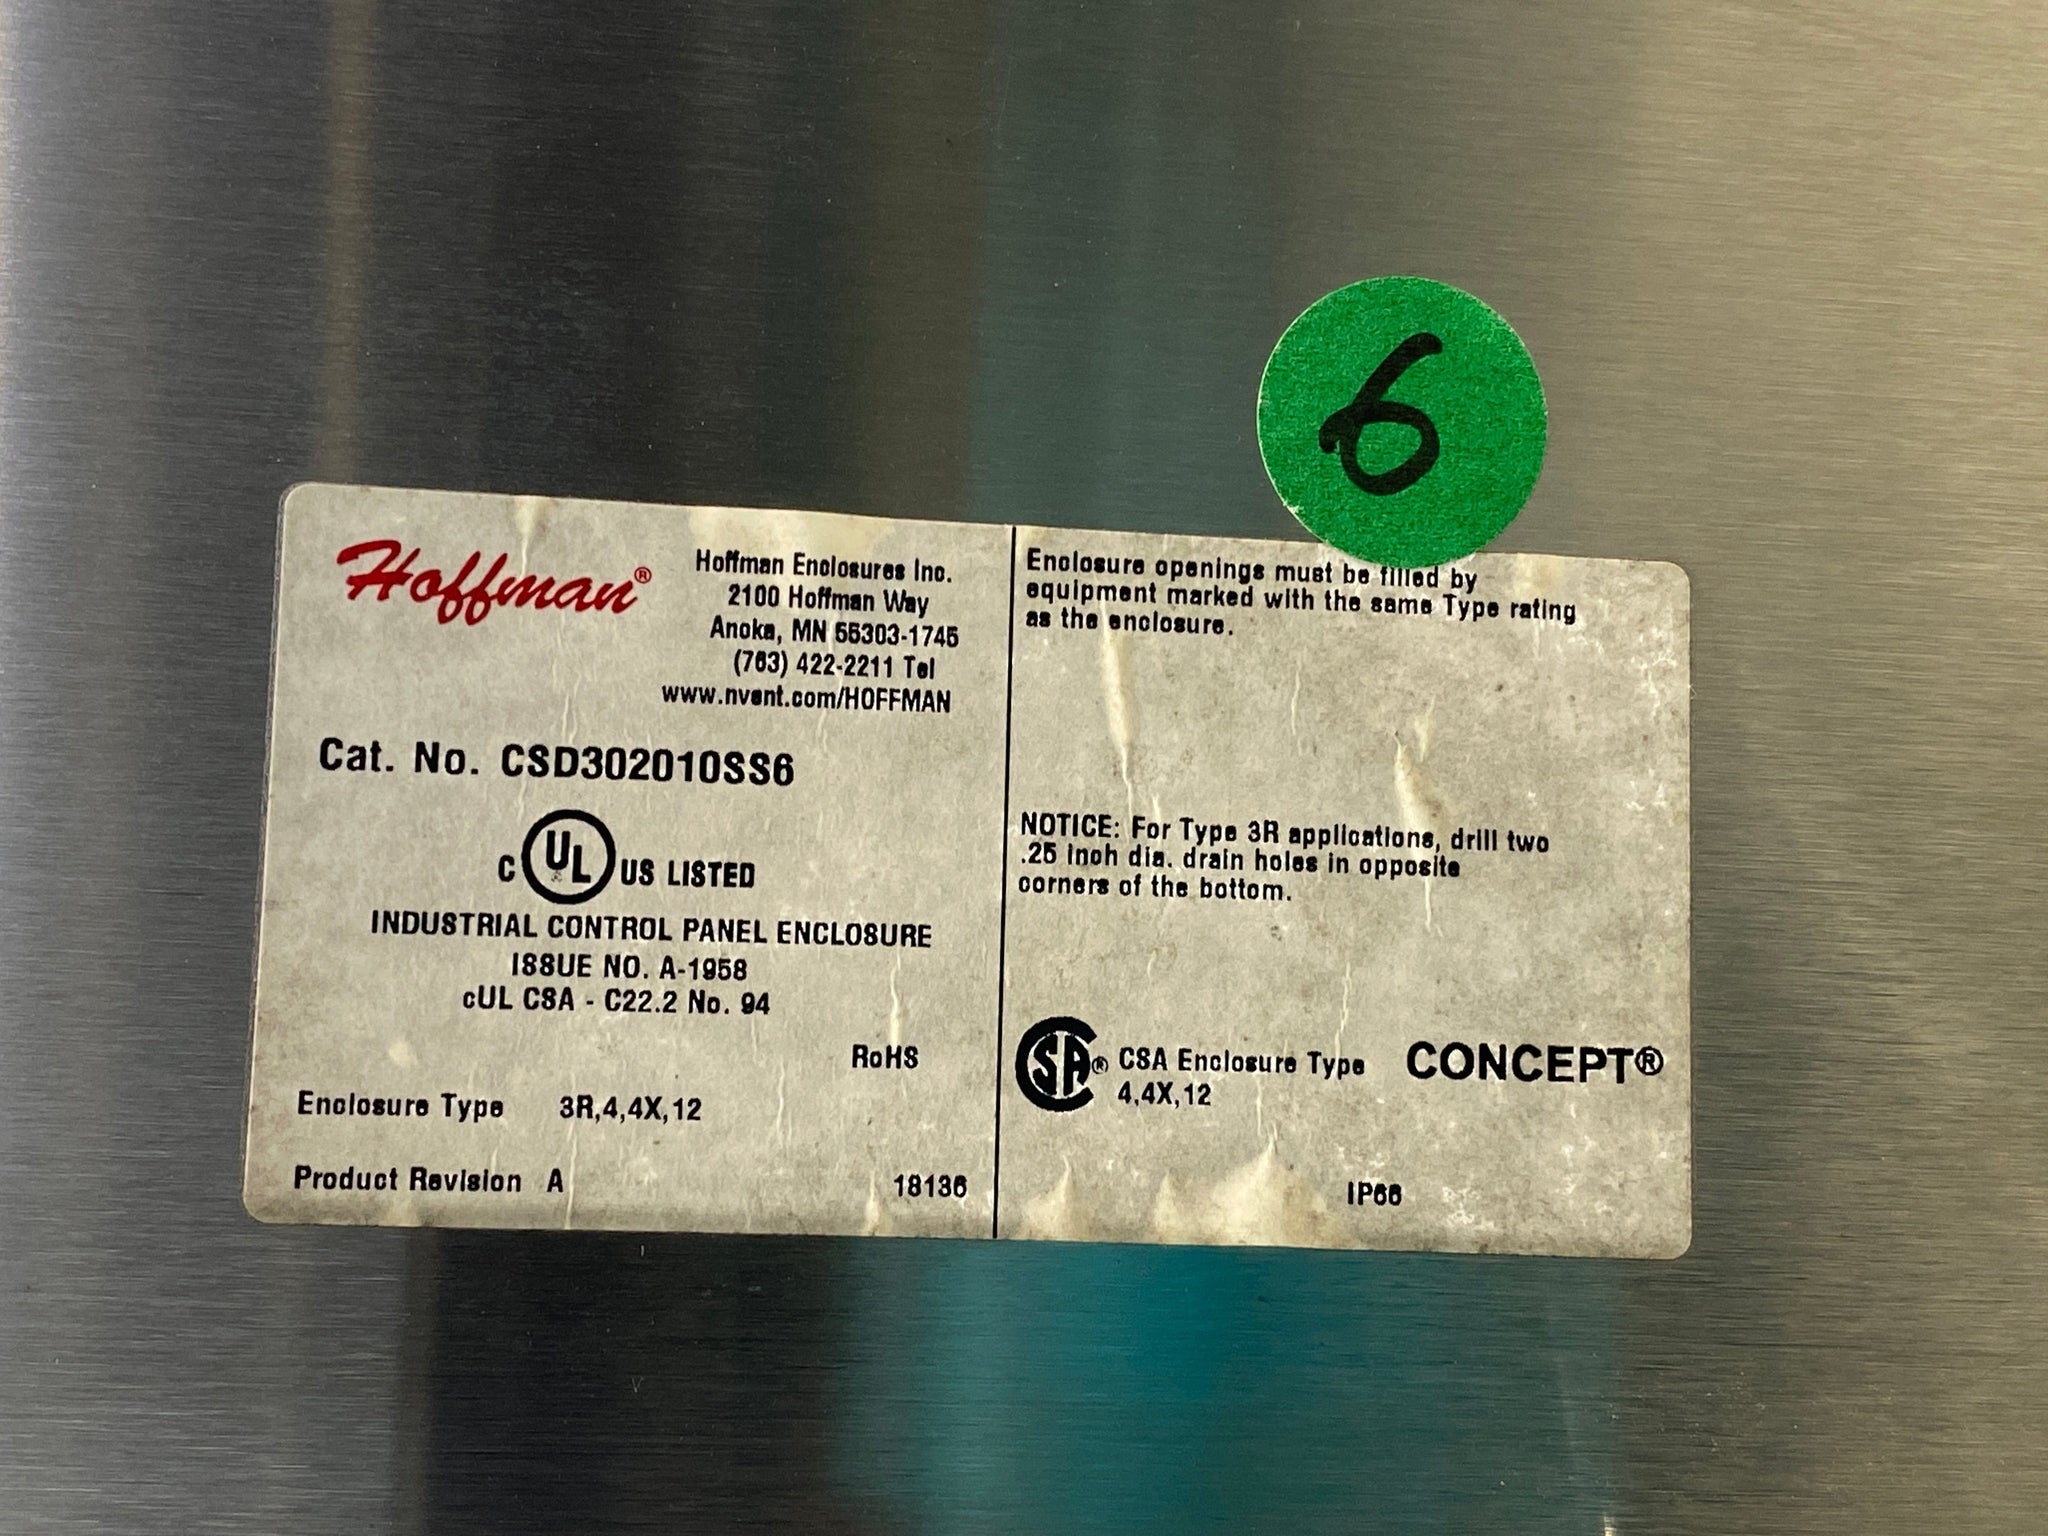 6
Hoffman®
Hoffman Enclosures Inc.
2100 Hoffman Way
Anoka, MN 55303-1745
(763) 422-2211 Tel
www.nvent.com/HOFFMAN
Cat. No. CSD302010SS6
C UL US LISTED
INDUSTRIAL CONTROL PANEL ENCLOSURE
ISSUE NO. A-1958
cUL CSA - C22.2 No. 94
RoHS
Enclosure Type 3R,4,4X,12
Product Revision A 18136
Enclosure openings must be filled by
equipment marked with the same Type rating
as the enclosure.
NOTICE: For Type 3R applications, drill two
.25 inch dia. drain holes in opposite
corners of the bottom.
CSA® CSA Enclosure Type CONCEPT®
4,4X,12
IP66